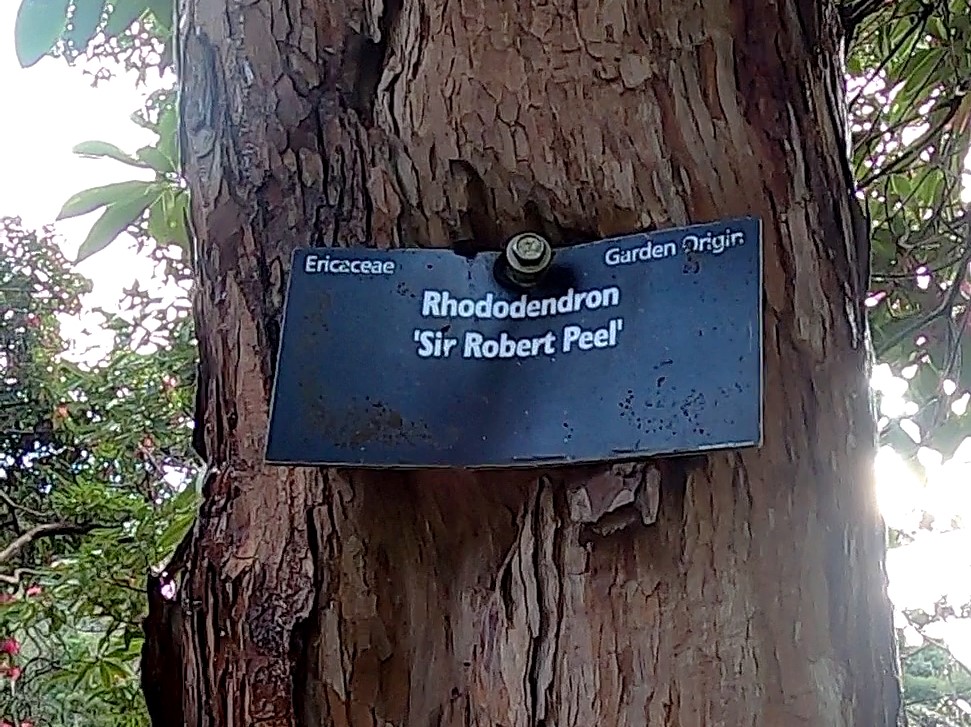 Ericaceae Garden Origin
Rhododendron
'Sir Robert Peel'